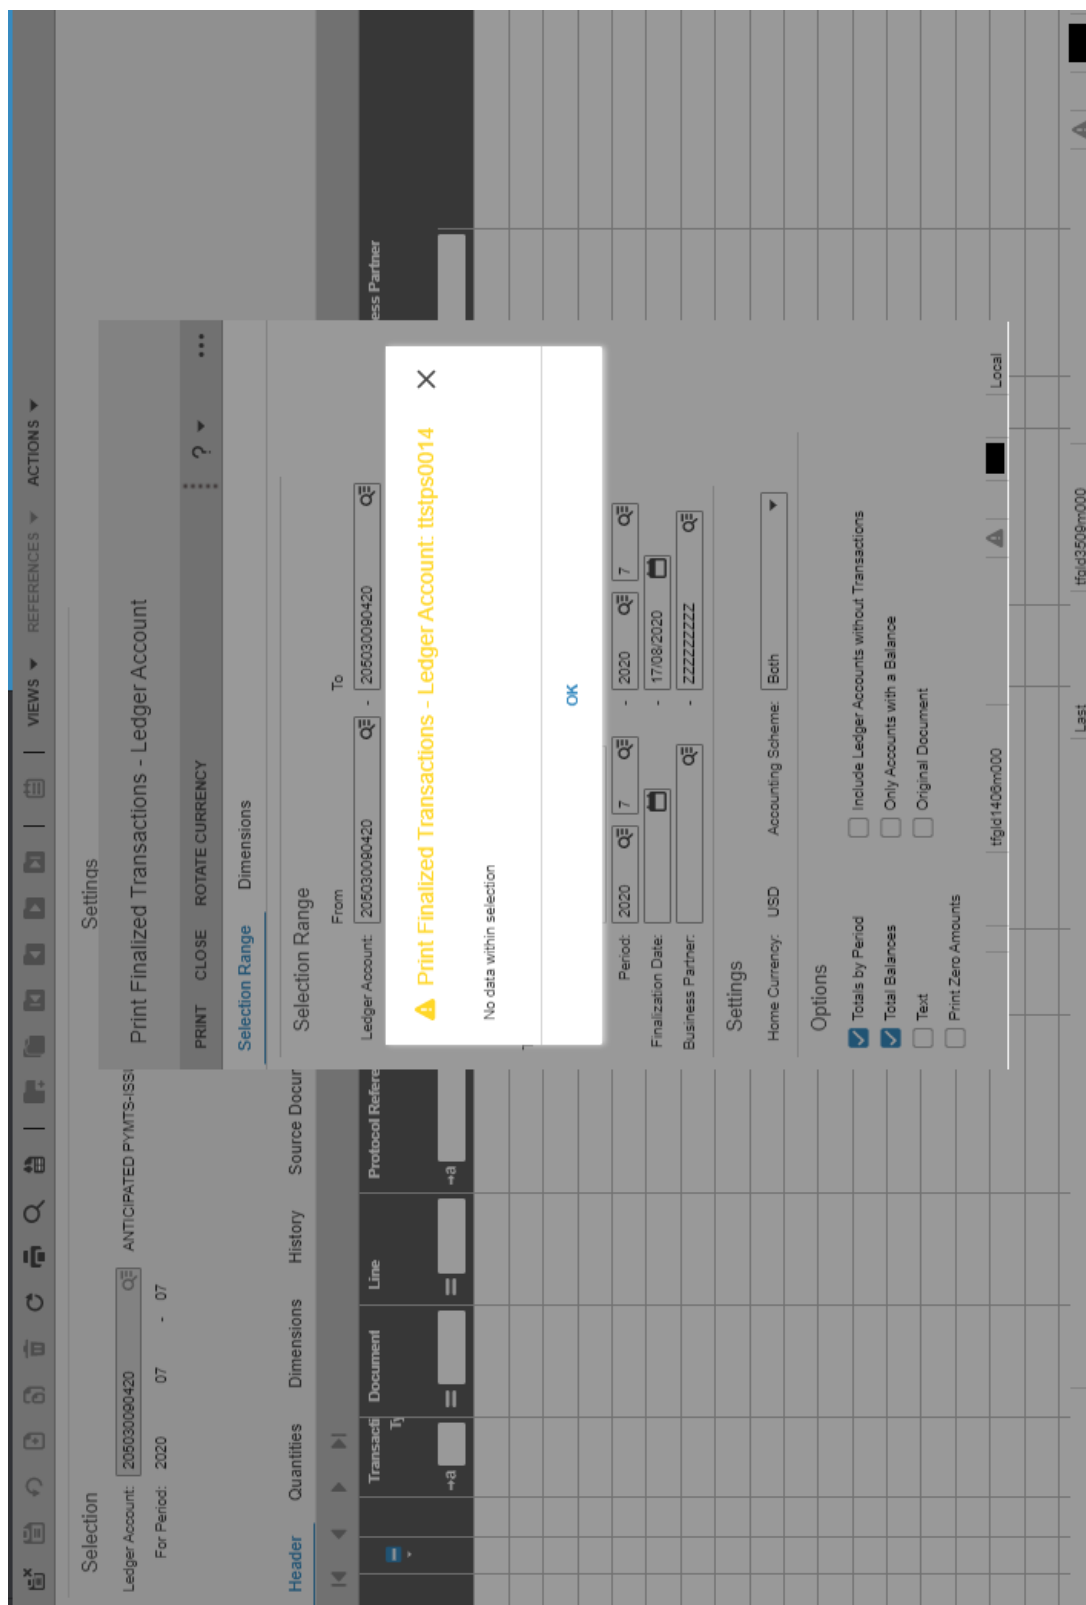 VIEWS
REFERENCES
ACTIONS
Selection
Settings
Ledger Account: 205030090420 ANTICIPATED PYMTS-ISSU
For Period: 2020 07 - 07
Header Quantities Dimensions History Source Docur
Transacti Document Line Protocol Refere ess Partner
Ty
Print Finalized Transactions - Ledger Account
PRINT CLOSE ROTATE CURRENCY ?
Selection Range Dimensions
Selection Range
From To
Ledger Account: 205030090420 - 205030090420
Print Finalized Transactions - Ledger Account: ttstps0014
No data within selection
OK
Period: 2020 7 - 2020 7
Finalization Date: - 17/08/2020
Business Partner: - ZZZZZZZZZ
Settings
Home Currency: USD Accounting Scheme: Both
Options
Totals by Period Include Ledger Accounts without Transactions
Total Balances Only Accounts with a Balance
Text Original Document
Print Zero Amounts
tfgld1406m000 Local
Last tfgld3509m000